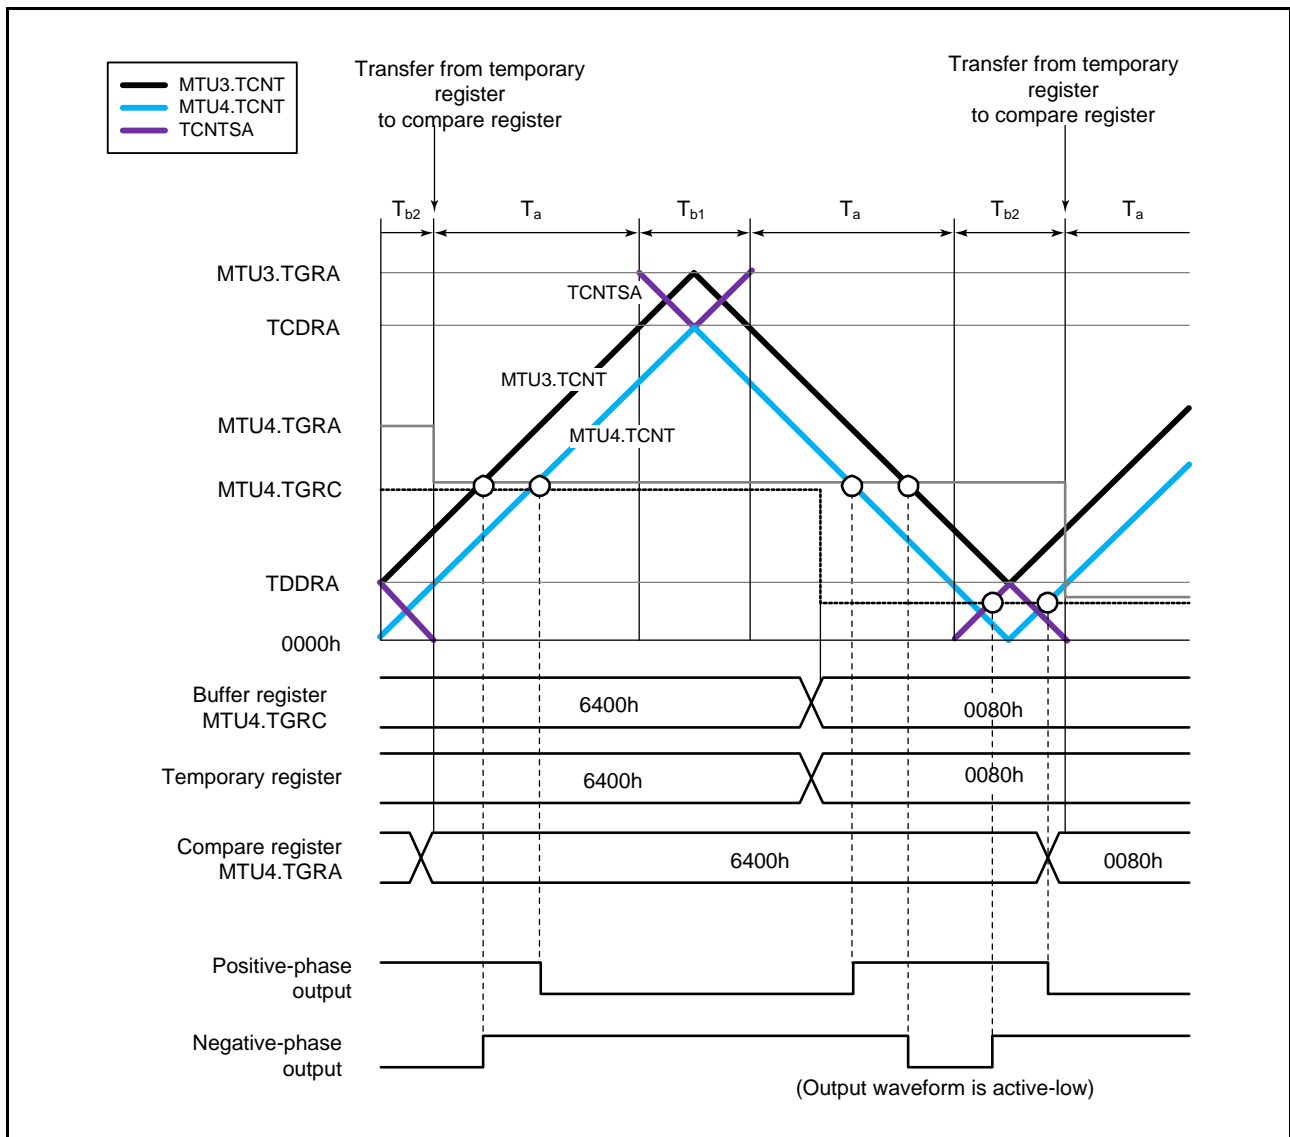 MTU3.TCNT
MTU4.TCNT
TCNTSA
Transfer from temporary
register
to compare register
Transfer from temporary
register
to compare register
Tb2
Ta
Tb1
Ta
Tb2
Ta
MTU3.TGRA
TCNTSA
TCDRA
MTU3.TCNT
MTU4.TGRA
MTU4.TCNT
MTU4.TGRC
TDDRA
0000h
Buffer register
MTU4.TGRC
6400h
0080h
Temporary register
6400h
0080h
Compare register
MTU4.TGRA
6400h
0080h
Positive-phase
output
Negative-phase
output
(Output waveform is active-low)